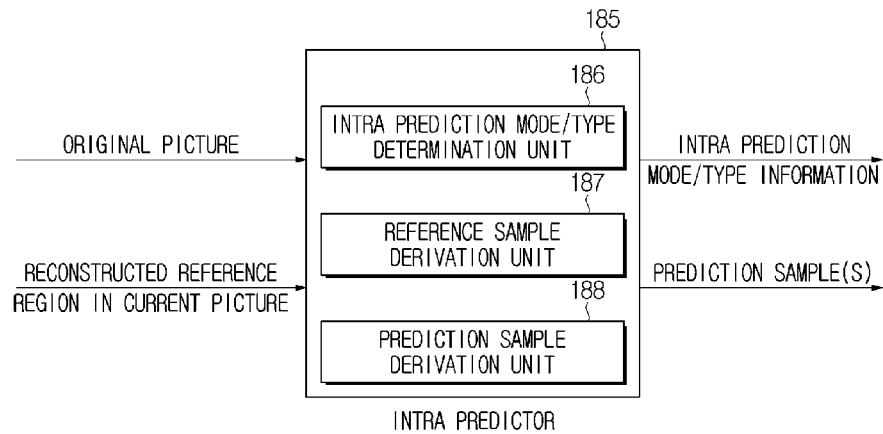 185
186
INTRA PREDICTION MODE/TYPE
DETERMINATION UNIT
ORIGINAL PICTURE
INTRA PREDICTION
MODE/TYPE INFORMATION
187
REFERENCE SAMPLE
DERIVATION UNIT
RECONSTRUCTED REFERENCE
REGION IN CURRENT PICTURE
PREDICTION SAMPLE(S)
188
PREDICTION SAMPLE
DERIVATION UNIT
INTRA PREDICTOR